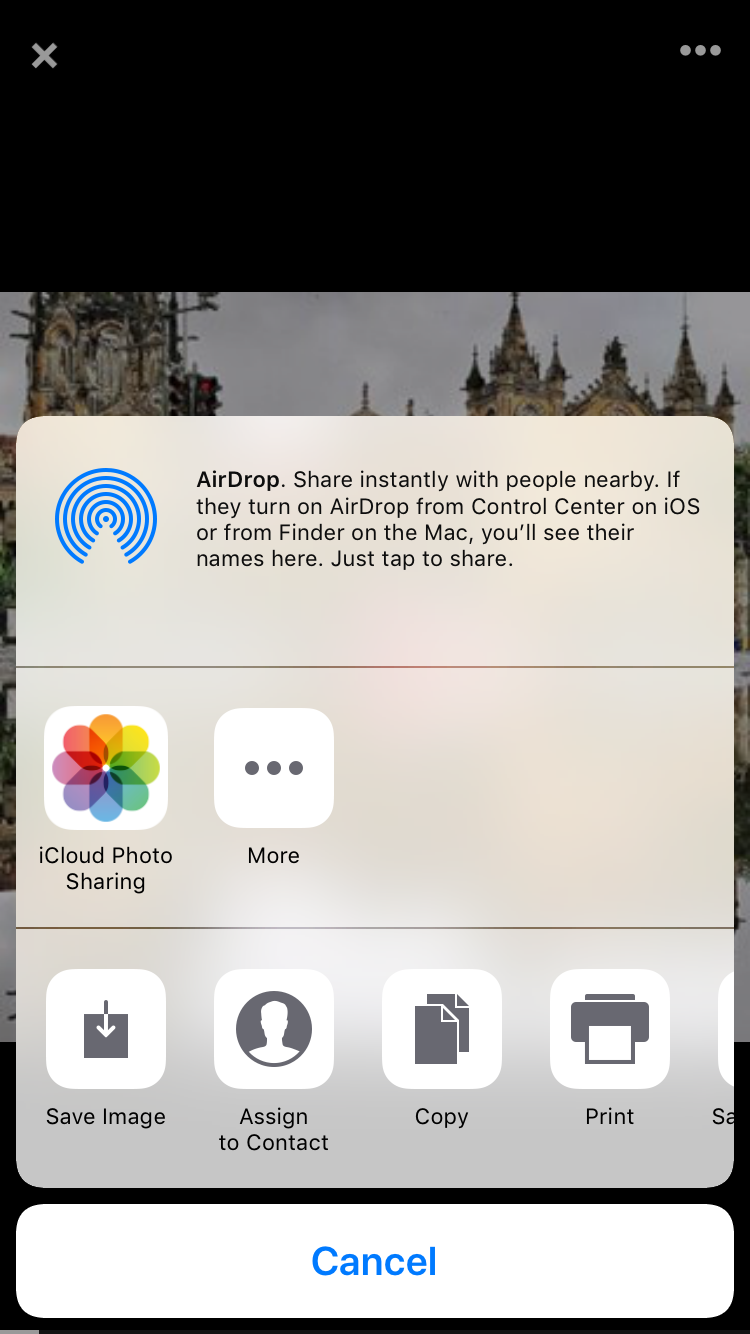 AirDrop. Share instantly with people nearby. If
they turn on AirDrop from Control Center on iOS
or from Finder on the Mac, you’ll see their
names here. Just tap to share.
iCloud Photo
Sharing
More
Save Image
Assign
to Contact
Copy
Print
Cancel